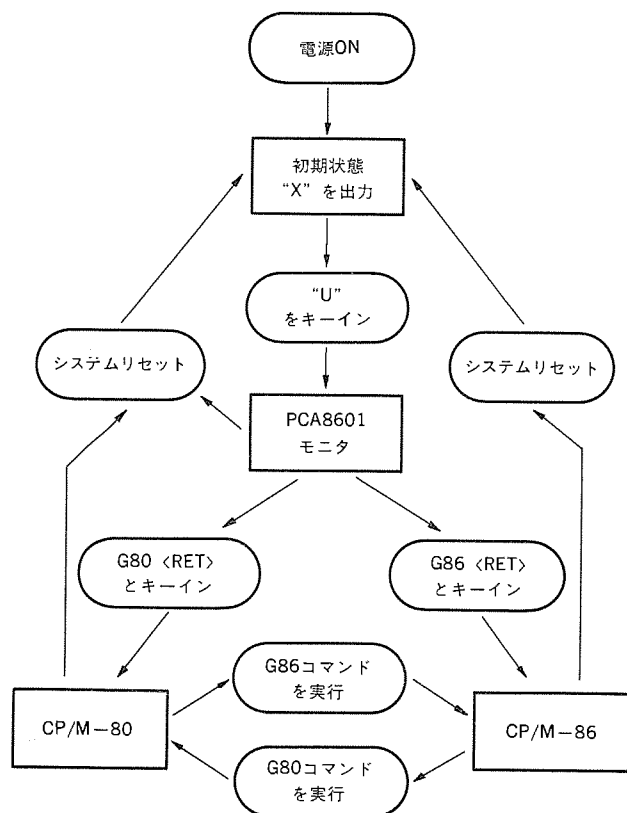 電源ON
初期状態
“X” を出力
“U”
をキーイン
システムリセット
システムリセット
PCA8601
モニタ
G80 〈RET〉
とキーイン
G86 〈RET〉
とキーイン
G86コマンド
を実行
CP/M－80
CP/M－86
G80コマンド
を実行